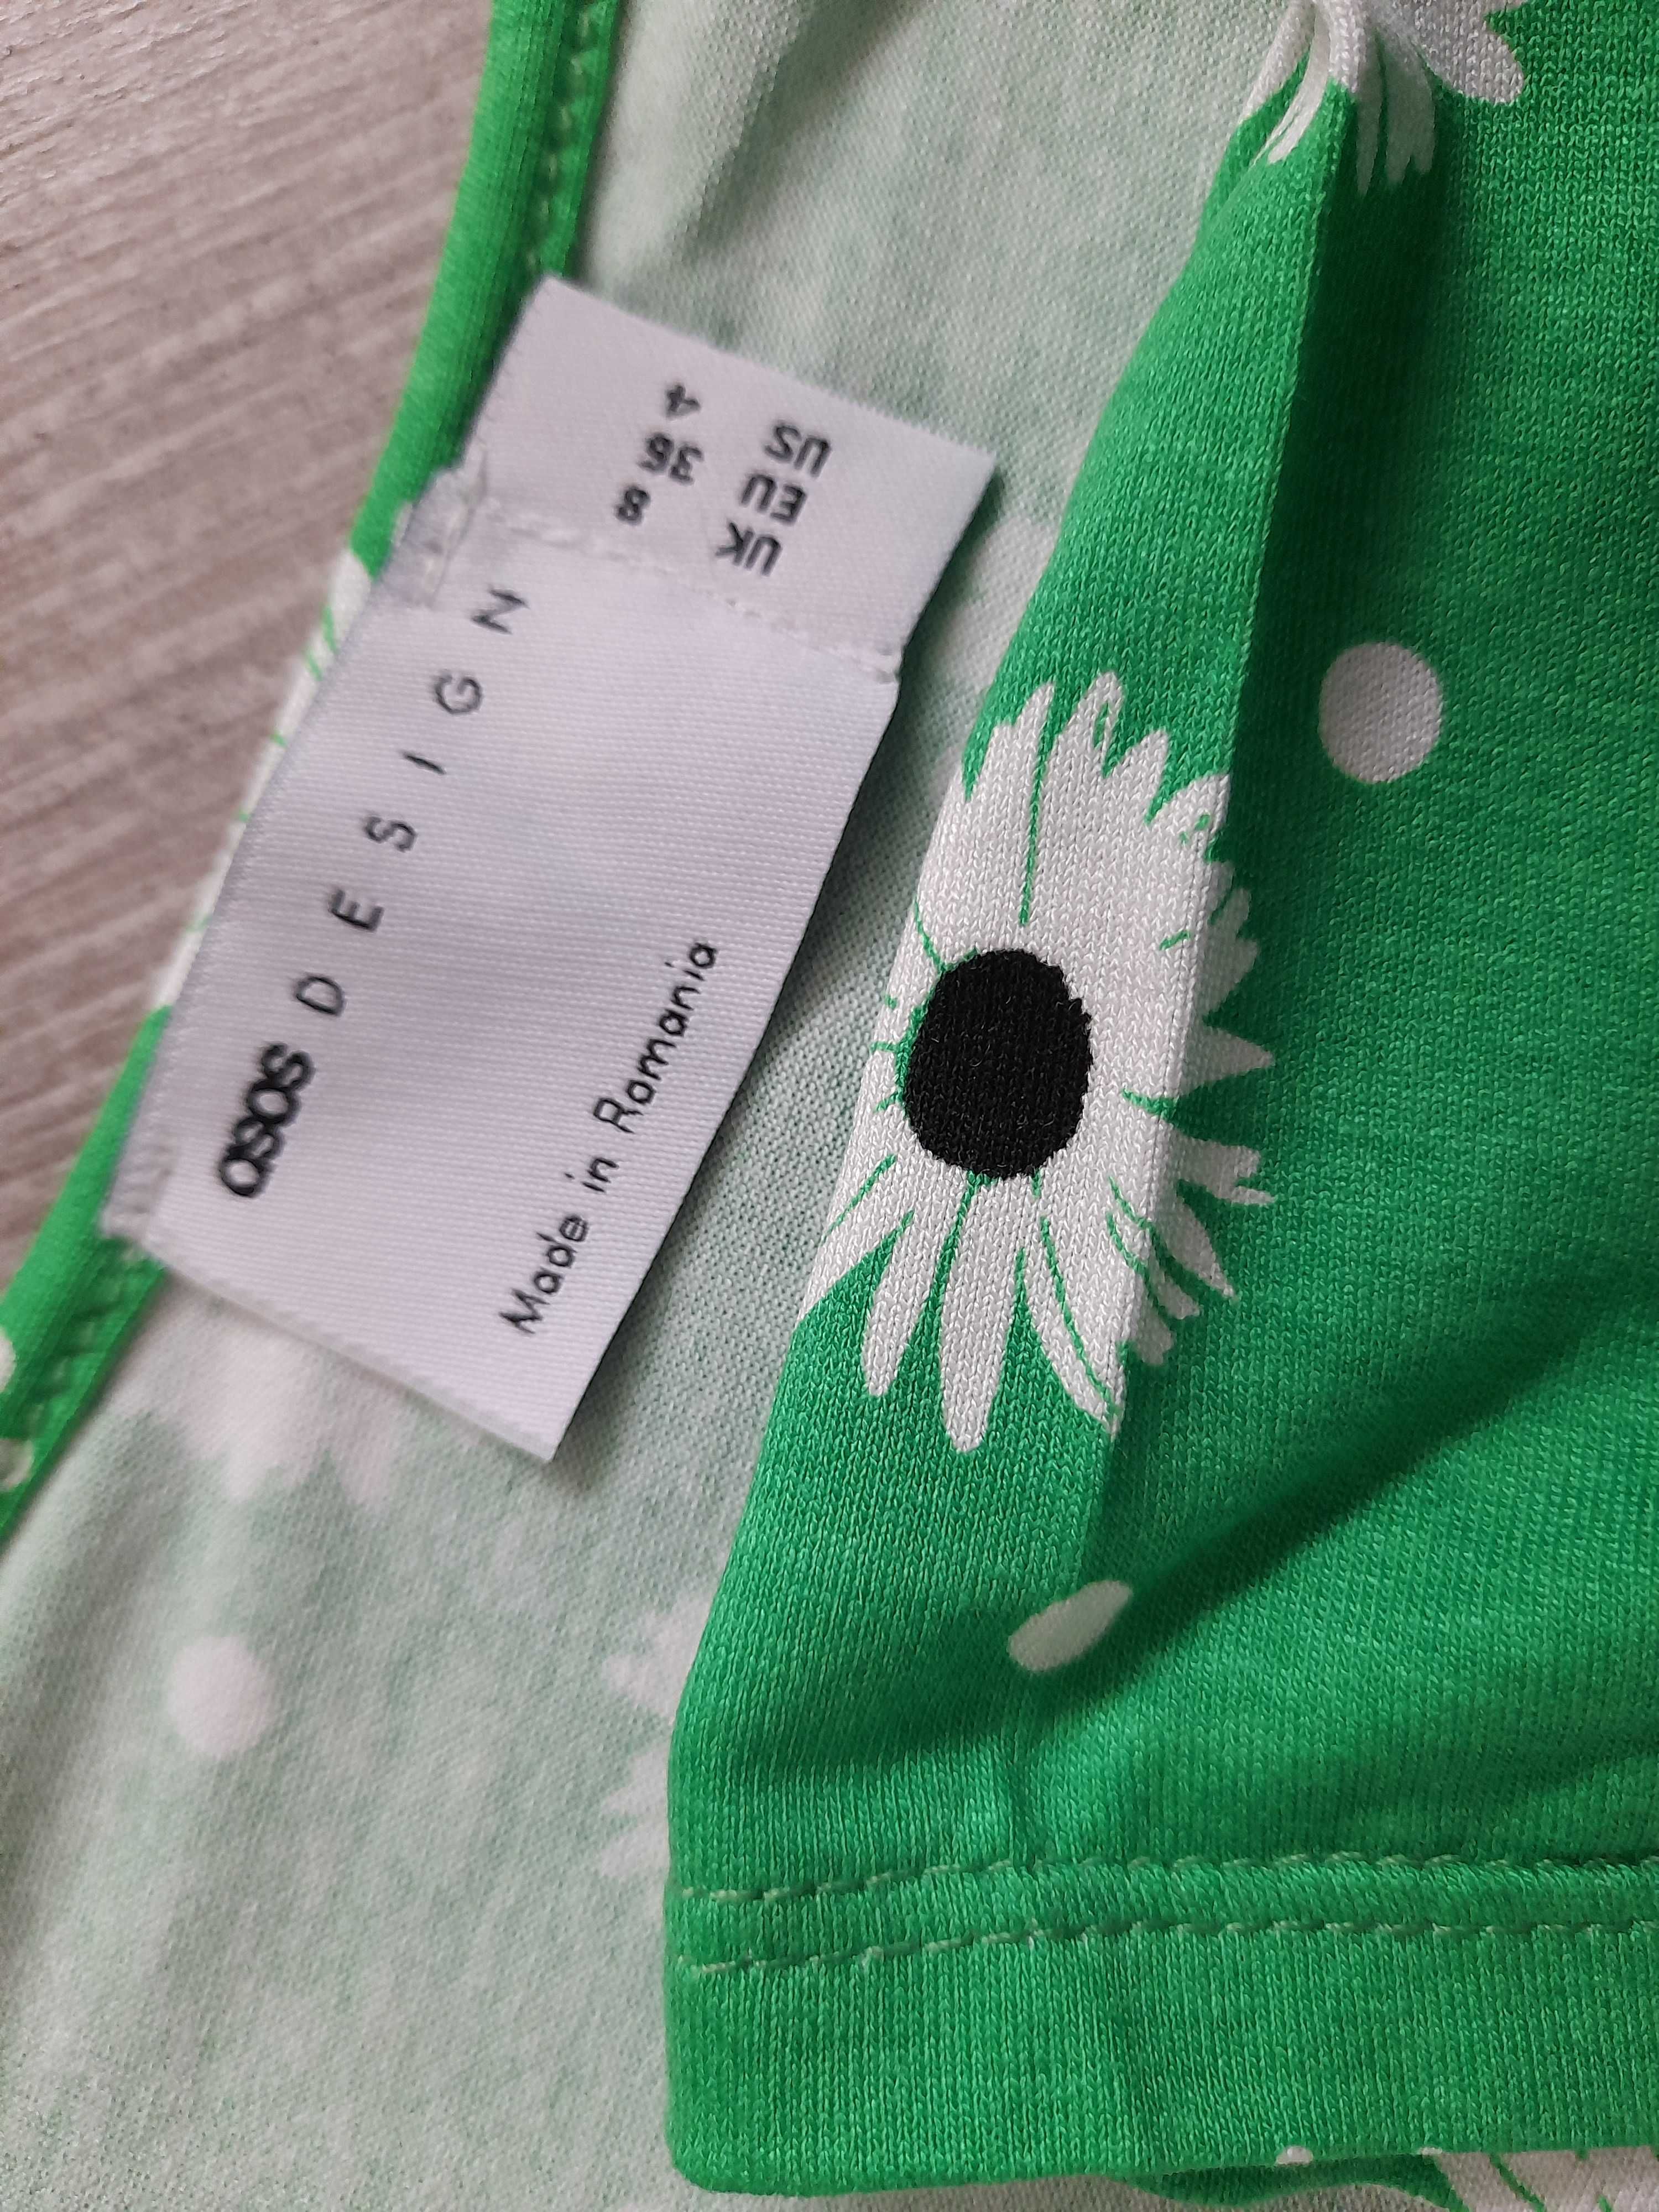 asos DESIGN
Made in Romania
UK 8
EU 36
US 4